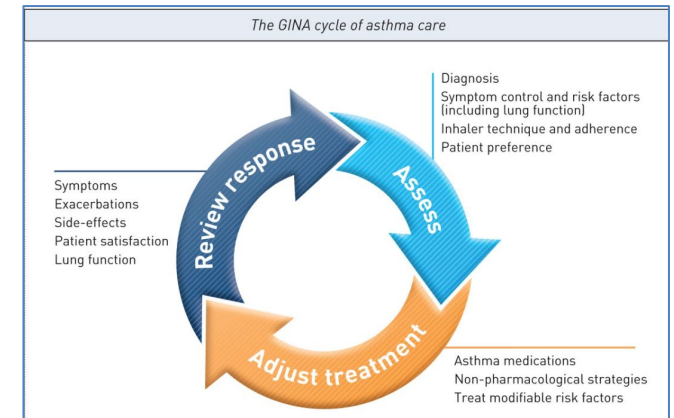 The GINA cycle of asthma care
Diagnosis
Symptom control and risk factors
(including lung function)
Inhaler technique and adherence
Patient preference
Review response
Assess
Adjust treatment
Symptoms
Exacerbations
Side-effects
Patient satisfaction
Lung function
Asthma medications
Non-pharmacological strategies
Treat modifiable risk factors